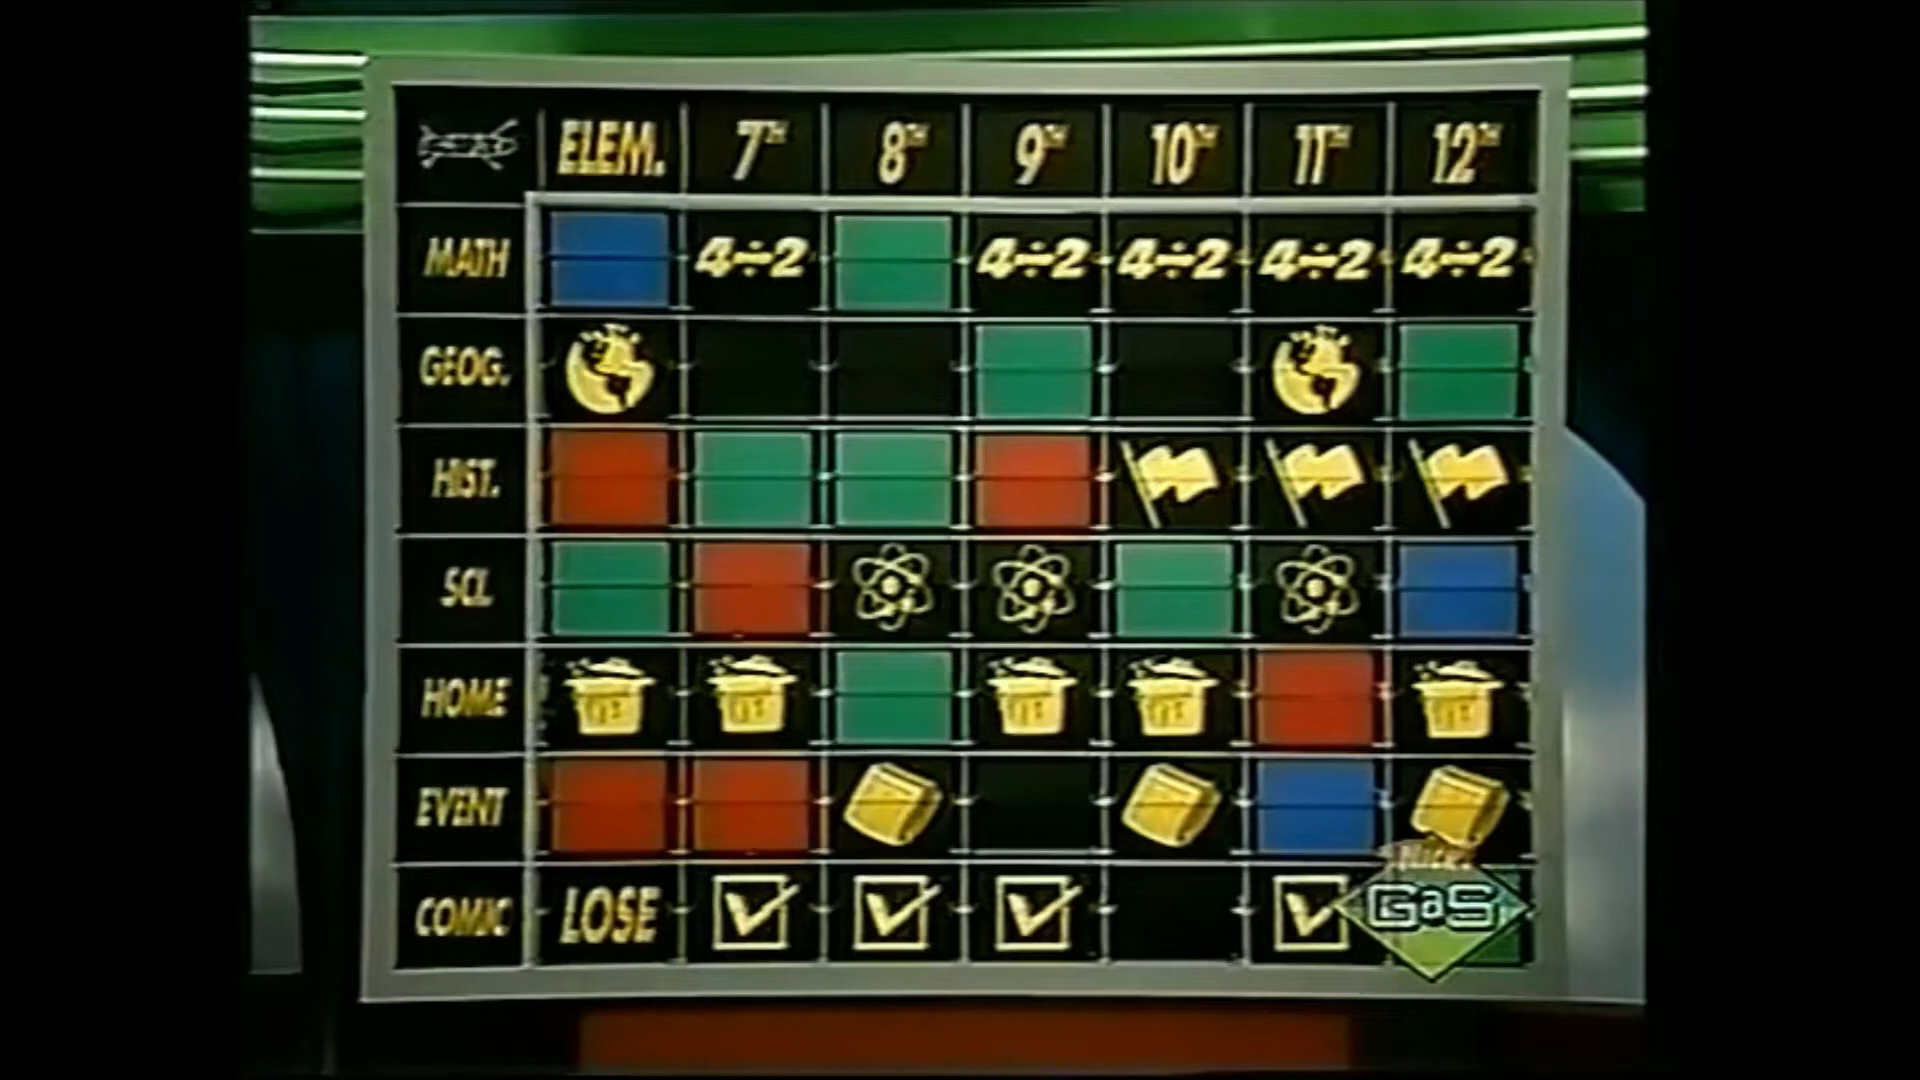 ELEM. 7TH 8TH 9TH 10TH 11TH 12TH
MATH 4÷2 4÷2 4÷2 4÷2 4÷2
GEOG.
HIST.
SCI.
HOME
EVENT
COMIC LOSE
GaS